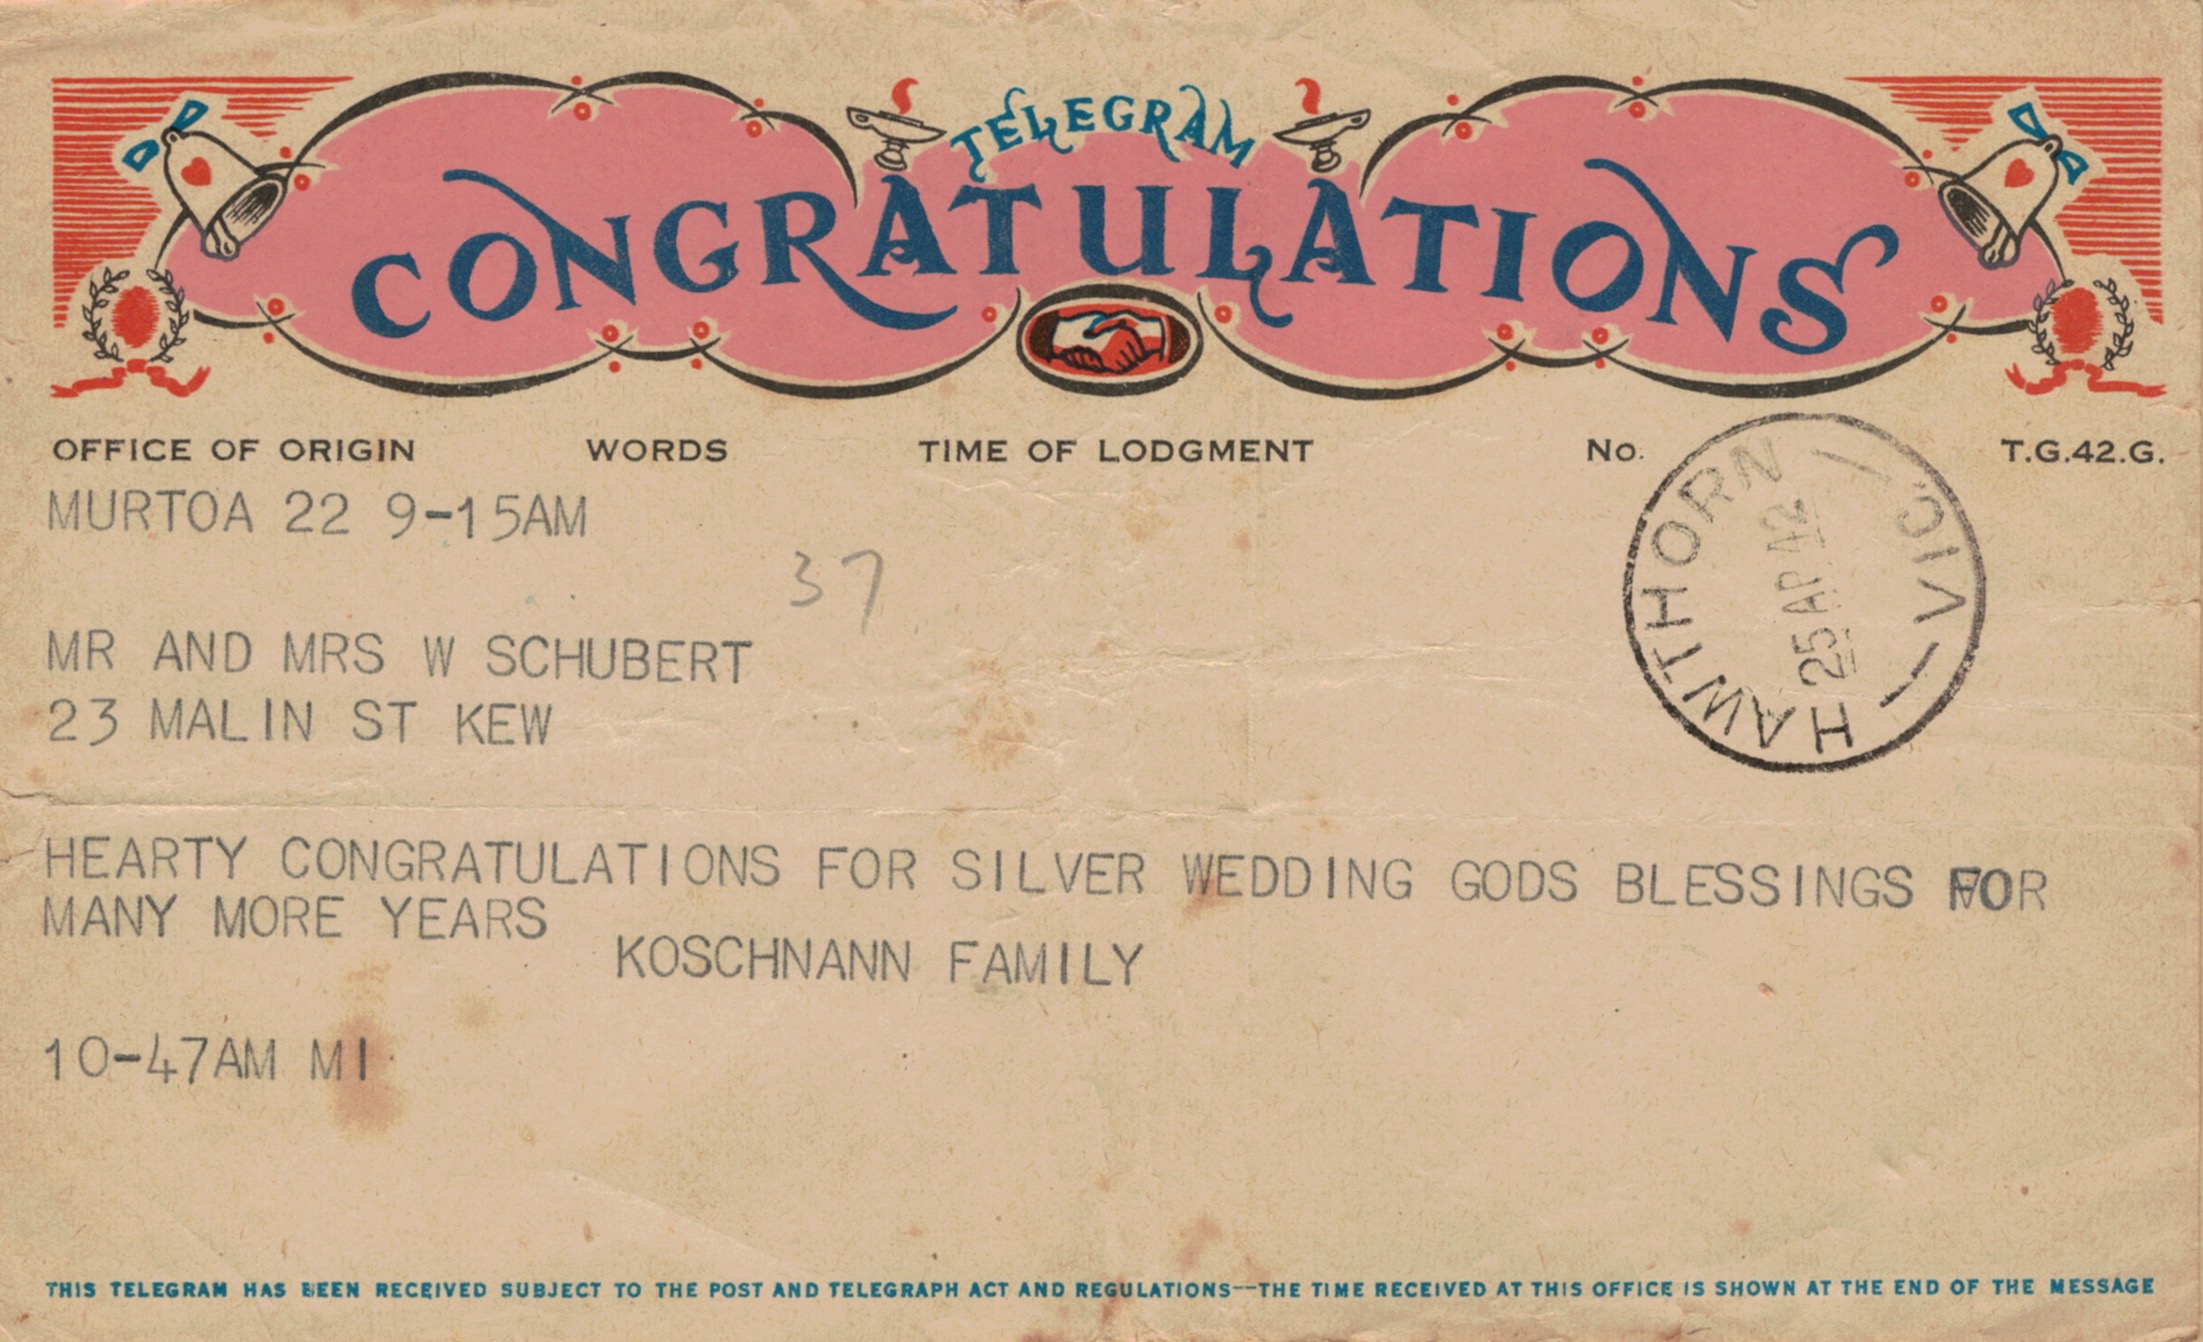 TELEGRAM
CONGRATULATIONS
OFFICE OF ORIGIN WORDS TIME OF LODGMENT No. T.G.42.G.
MURTOA 22 9-15AM
37
HAWTHORN VIC
25 AP 42
MR AND MRS W SCHUBERT
23 MALIN ST KEW
HEARTY CONGRATULATIONS FOR SILVER WEDDING GODS BLESSINGS FOR
MANY MORE YEARS
KOSCHNANN FAMILY
10-47AM MI
THIS TELEGRAM HAS BEEN RECEIVED SUBJECT TO THE POST AND TELEGRAPH ACT AND REGULATIONS—THE TIME RECEIVED AT THIS OFFICE IS SHOWN AT THE END OF THE MESSAGE